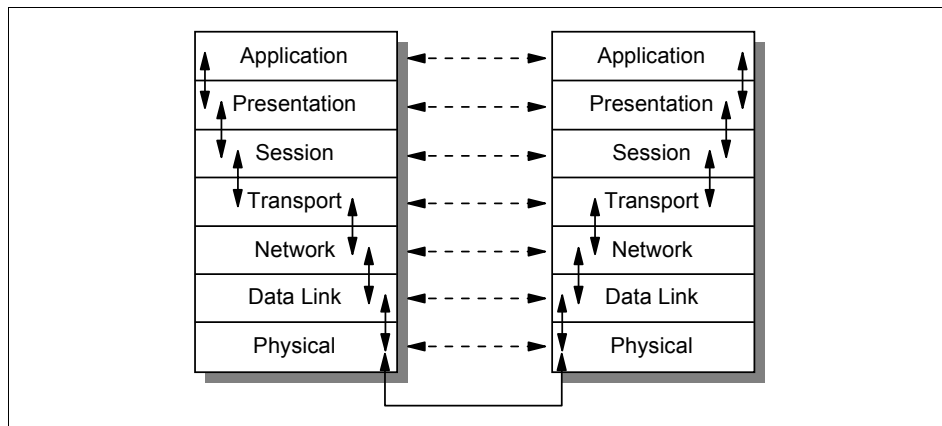 Application
Presentation
Session
Transport
Network
Data Link
Physical
Application
Presentation
Session
Transport
Network
Data Link
Physical